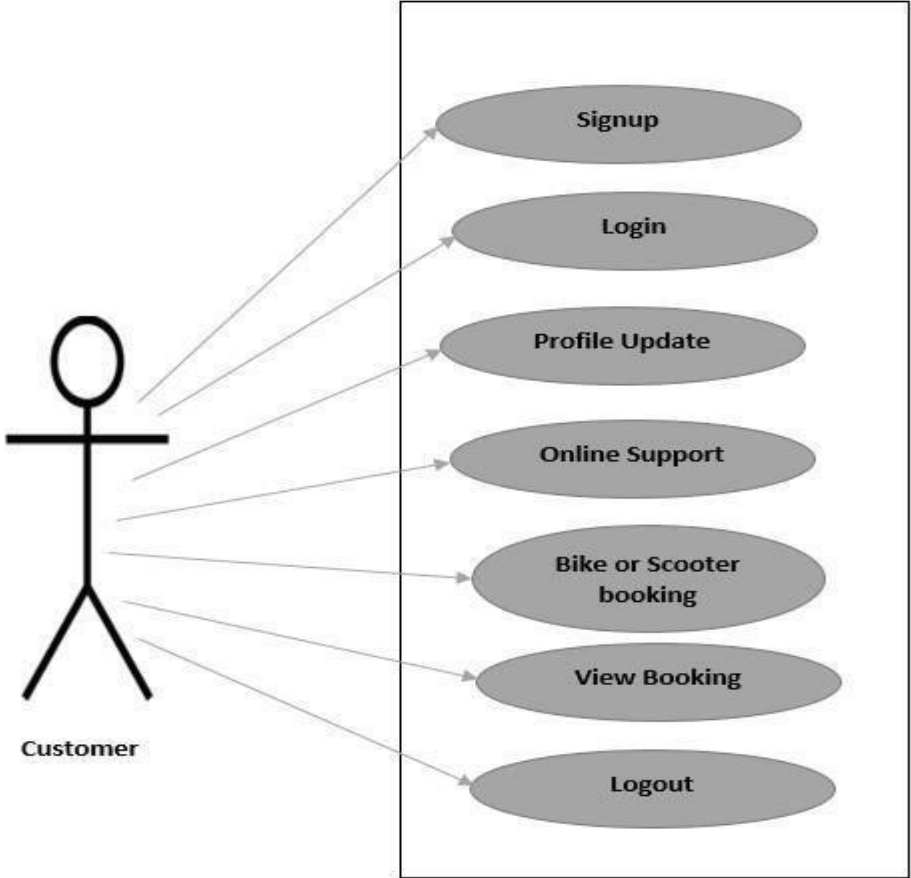 Signup
Login
Profile Update
Online Support
Bike or Scooter
booking
View Booking
Logout
Customer